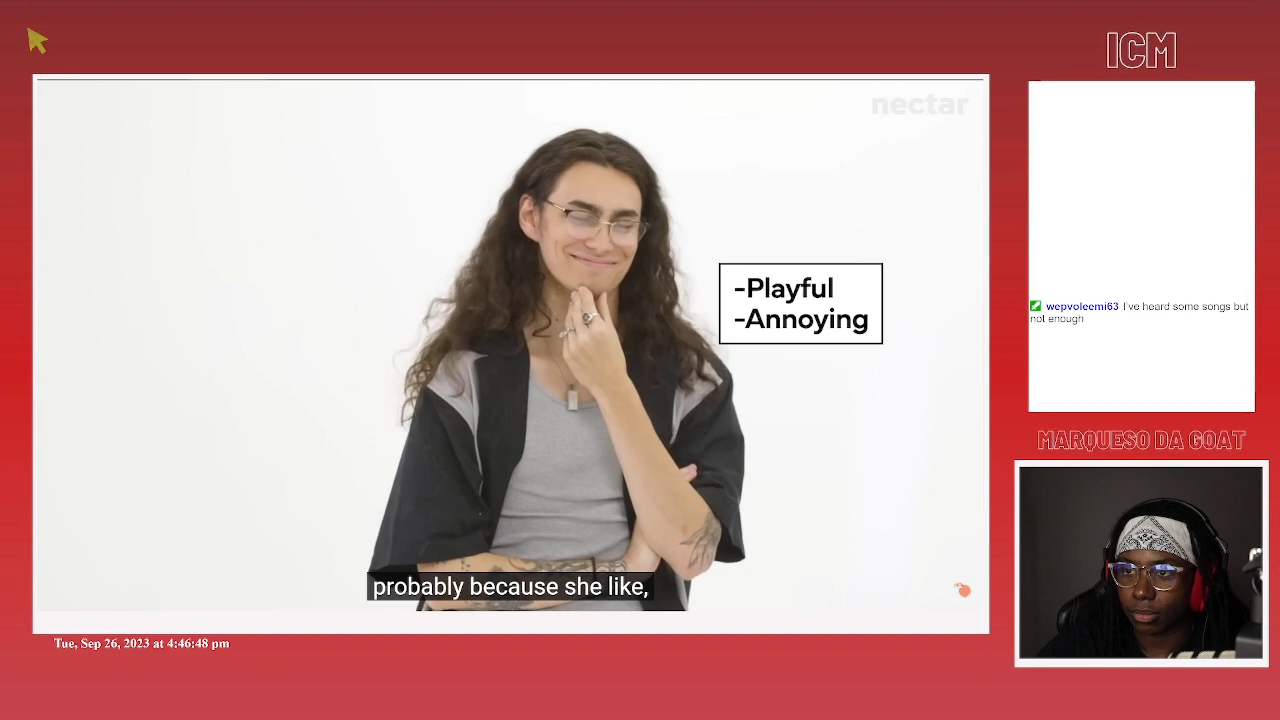 ICM
nectar
-Playful
-Annoying
wepvoleemi63 I've heard some songs but
not enough
MARQUESO DA GOAT
probably because she like,
Tue, Sep 26, 2023 at 4:46:48 pm